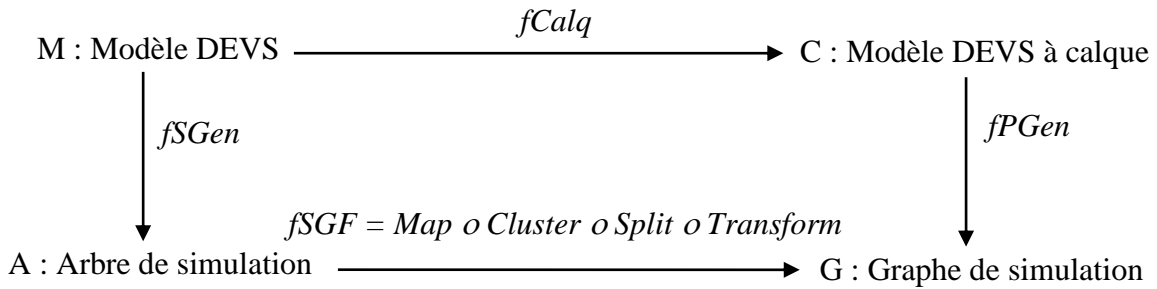 fCalq
M : Modèle DEVS
C : Modèle DEVS à calque
fSGen
fPGen
fSGF = Map o Cluster o Split o Transform
A : Arbre de simulation
G : Graphe de simulation